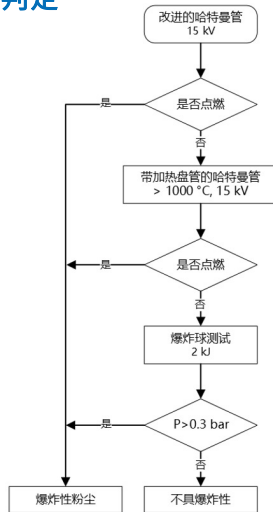 判定
改进的哈特曼管
15 kV
是否点燃
是
否
带加热盘管的哈特曼管
> 1000 °C, 15 kV
是否点燃
是
否
爆炸球测试
2 kJ
P>0.3 bar
是
否
爆炸性粉尘
不具爆炸性